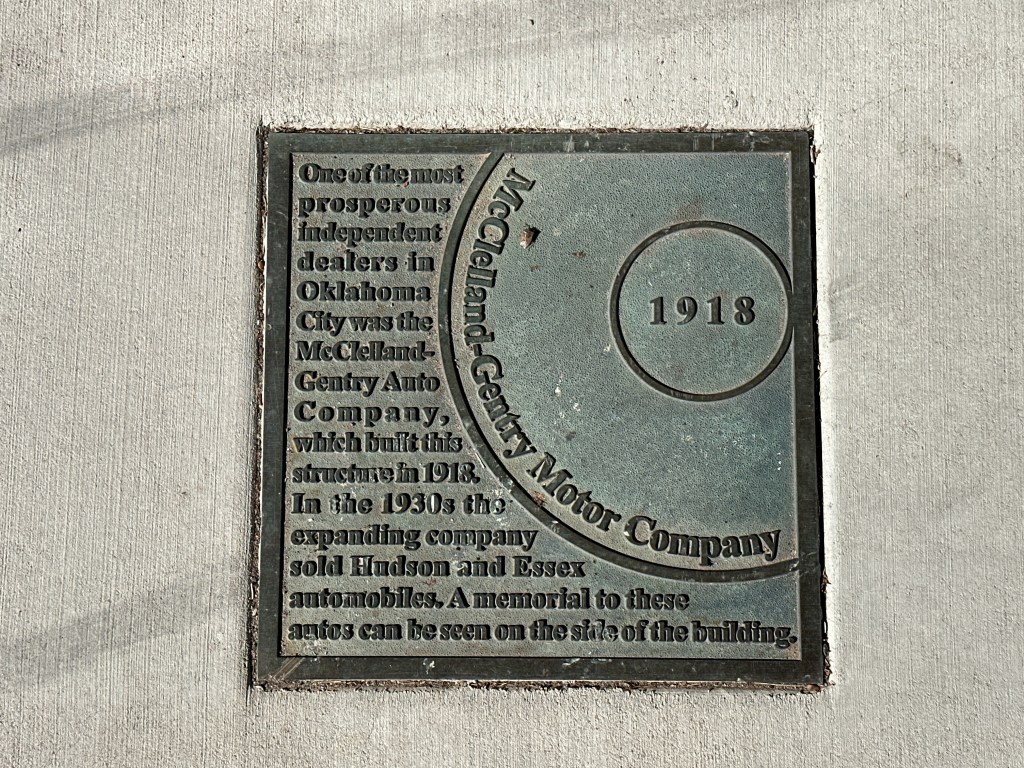 One of the most
prosperous
independent
dealers in
Oklahoma
City was the
McClelland-
Gentry Auto
Company,
which built this
structure in 1918.
In the 1930s the
expanding company
sold Hudson and Essex
automobiles. A memorial to these
autos can be seen on the side of the building.
McClelland-Gentry Motor Company
1918